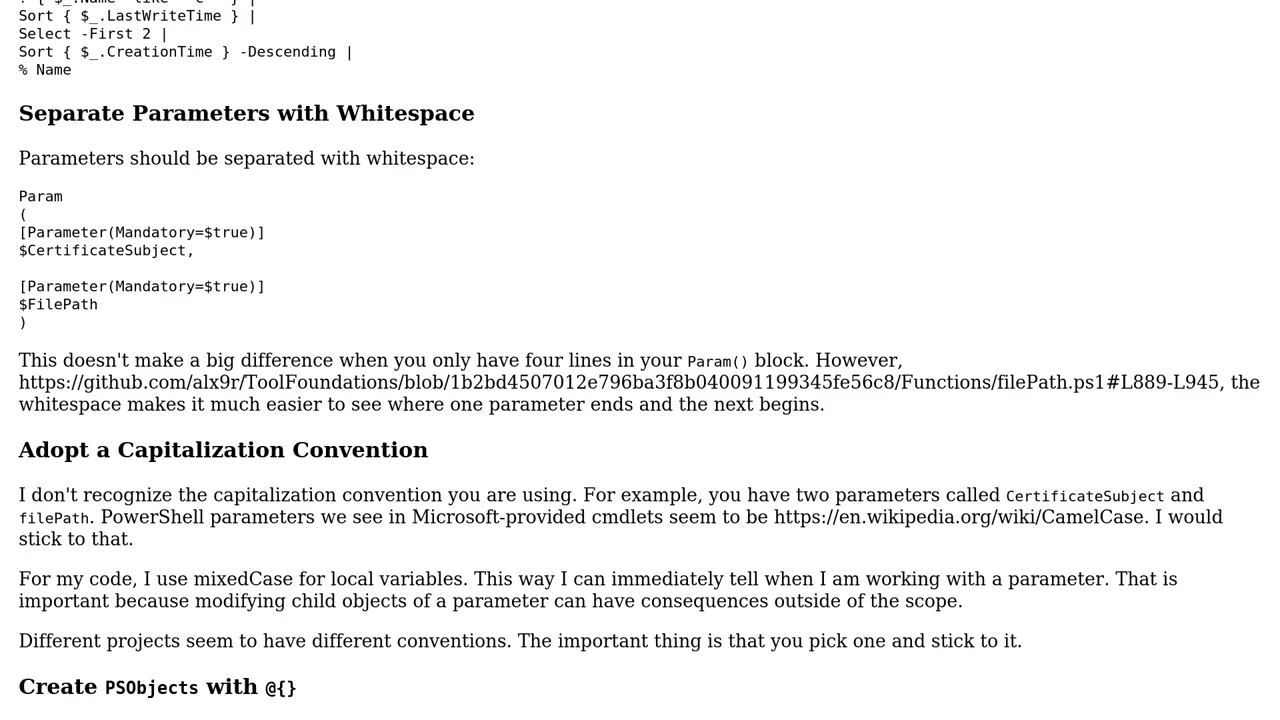 Sort { $_.LastWriteTime } |
Select -First 2 |
Sort { $_.CreationTime } -Descending |
% Name
Separate Parameters with Whitespace
Parameters should be separated with whitespace:
Param
(
[Parameter(Mandatory=$true)]
$CertificateSubject,
[Parameter(Mandatory=$true)]
$FilePath
)
This doesn't make a big difference when you only have four lines in your Param() block. However,
https://github.com/alx9r/ToolFoundations/blob/1b2bd4507012e796ba3f8b040091199345fe56c8/Functions/filePath.ps1#L889-L945, the
whitespace makes it much easier to see where one parameter ends and the next begins.
Adopt a Capitalization Convention
I don't recognize the capitalization convention you are using. For example, you have two parameters called CertificateSubject and
filePath. PowerShell parameters we see in Microsoft-provided cmdlets seem to be https://en.wikipedia.org/wiki/CamelCase. I would
stick to that.
For my code, I use mixedCase for local variables. This way I can immediately tell when I am working with a parameter. That is
important because modifying child objects of a parameter can have consequences outside of the scope.
Different projects seem to have different conventions. The important thing is that you pick one and stick to it.
Create PSObjects with @{}